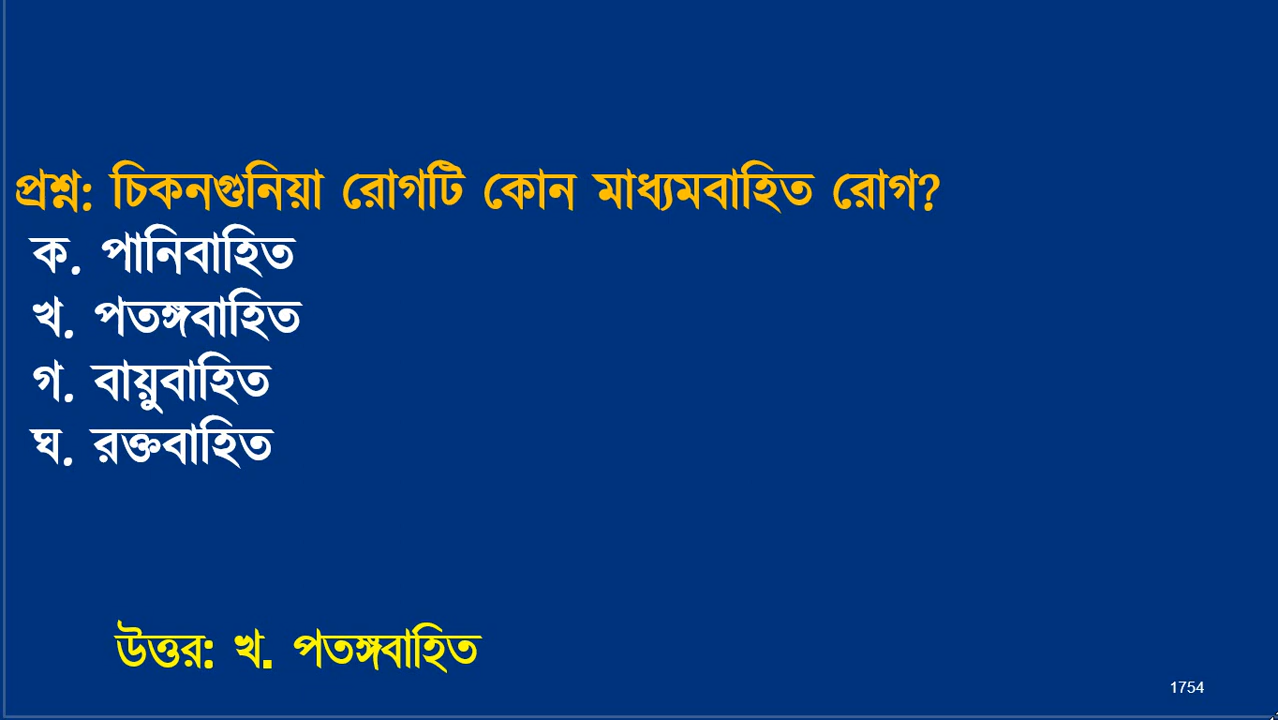 প্রশ্ন: চিকনগুনিয়া রোগটি কোন মাধ্যমবাহিত রোগ?
ক. পানিবাহিত
খ. পতঙ্গবাহিত
গ. বায়ুবাহিত
ঘ. রক্তবাহিত
উত্তর: খ. পতঙ্গবাহিত
1754